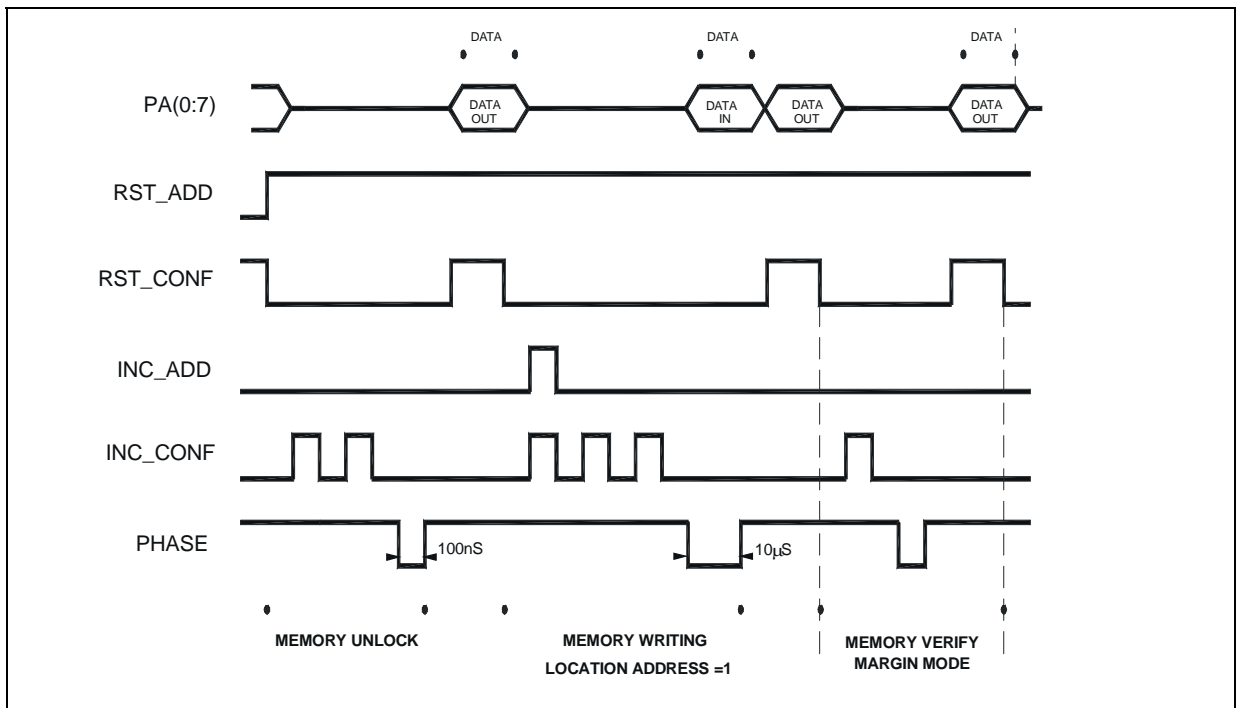 DATA DATA DATA
PA(0:7) DATA OUT DATA IN DATA OUT DATA OUT
RST_ADD
RST_CONF
INC_ADD
INC_CONF
PHASE
100nS 10µS
MEMORY UNLOCK
MEMORY WRITING
LOCATION ADDRESS =1
MEMORY VERIFY
MARGIN MODE